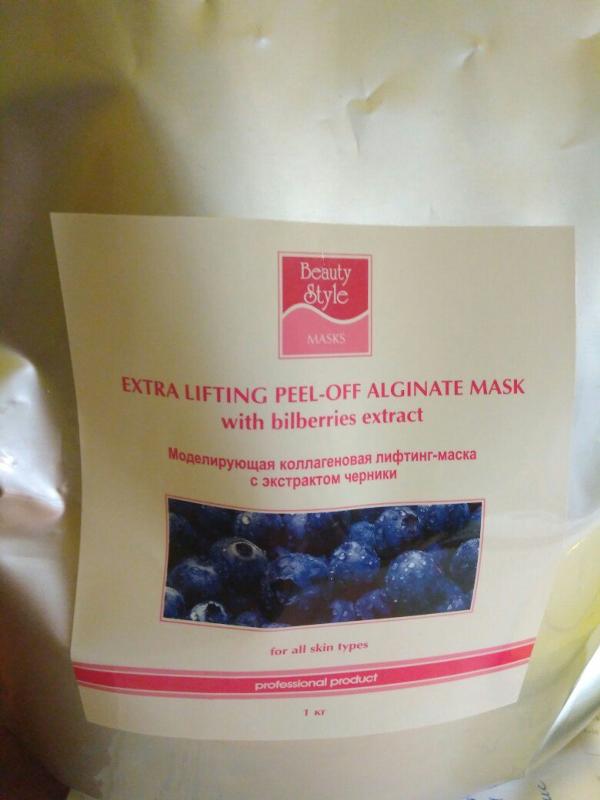 Beauty
Style
MASKS
EXTRA LIFTING PEEL-OFF ALGINATE MASK
with bilberries extract
Моделирующая коллагеновая лифтинг-маска
с экстрактом черники
for all skin types
professional product
1 кг